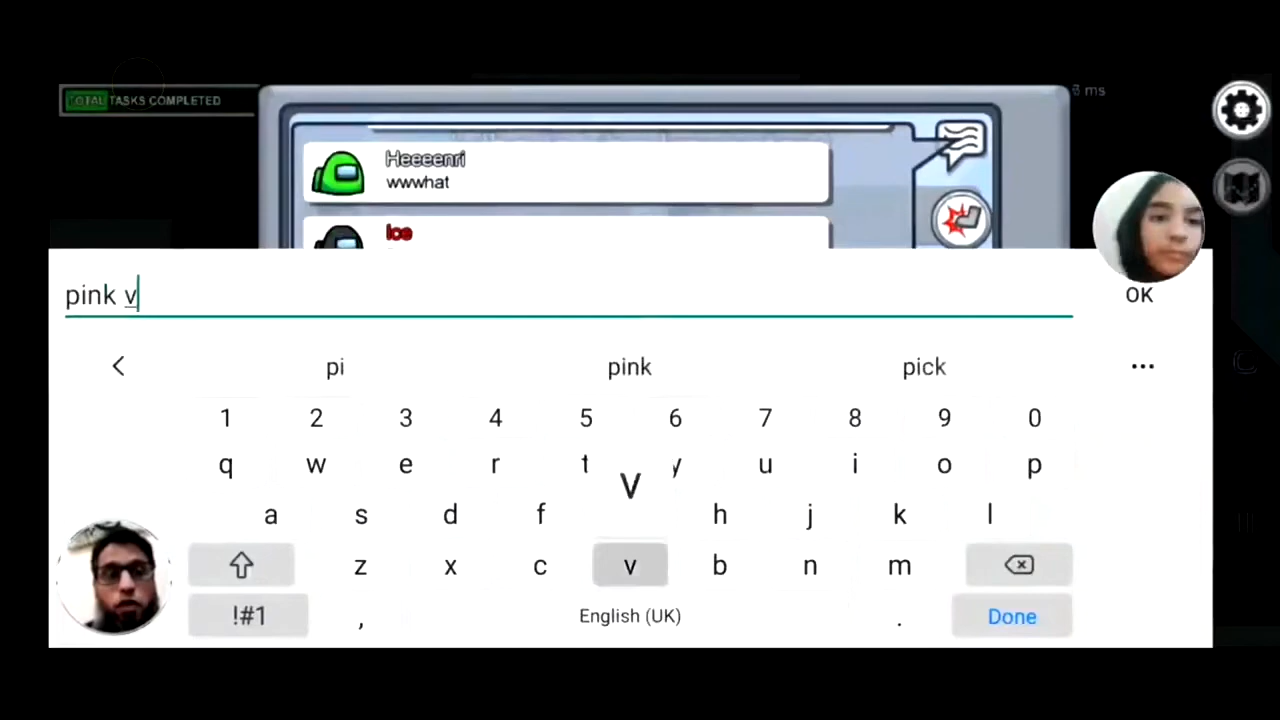 TOTAL TASKS COMPLETED
ms
Heeeenri
wwwhat
Ice
pink v
OK
pi
pink
pick
1 2 3 4 5 6 7 8 9 0
q w e r t y u i o p
v
a s d f h j k l
z x c v b n m
!#1 , English (UK) . Done